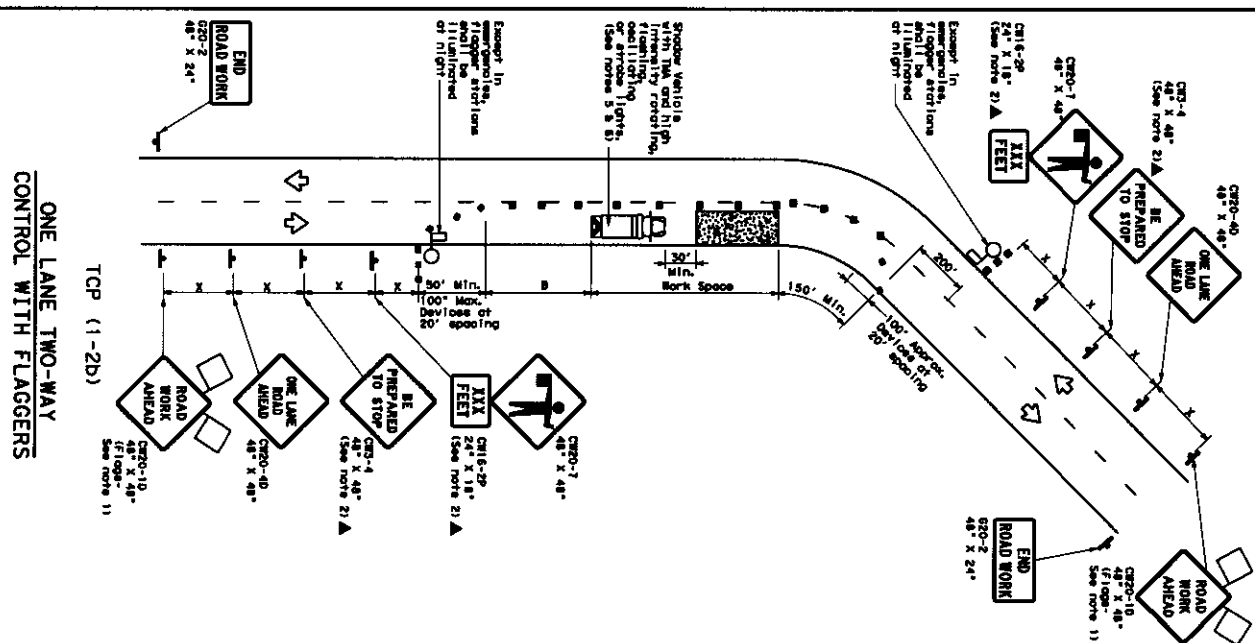 END
ROAD WORK
G20-2
48" X 24"
Except in
emergencies,
flagger stations
shall be
illuminated
at night
Shadow Vehicle
with TMA and high
intensity rotating,
flashing,
oscillating
or strobe lights.
(See notes 5 & 6)
Except in
emergencies,
flagger stations
shall be
illuminated
at night
CW16-2P
24" X 18"
(See note 2)▲
XXX
FEET
CW20-7
48" X 48"
CW3-4
48" X 48"
(See note 2)▲
BE
PREPARED
TO STOP
CW20-4D
48" X 48"
ONE LANE
ROAD
AHEAD
X
X
X
X
200'
100' Approx.
Devices at
20' spacing
150' Min.
30'
Min.
Work Space
B
50' Min.
100' Max.
Devices at
20' spacing
X
X
X
X
ROAD
WORK
AHEAD
CW20-1D
48" X 48"
(Flags-
See note 1)
ONE LANE
ROAD
AHEAD
CW20-4D
48" X 48"
BE
PREPARED
TO STOP
CW3-4
48" X 48"
(See note 2)▲
XXX
FEET
CW16-2P
24" X 18"
(See note 2)▲
CW20-7
48" X 48"
END
ROAD WORK
G20-2
48" X 24"
ROAD
WORK
AHEAD
CW20-1D
48" X 48"
(Flags-
See note 1)
TCP (1-2b)
ONE LANE TWO-WAY
CONTROL WITH FLAGGERS